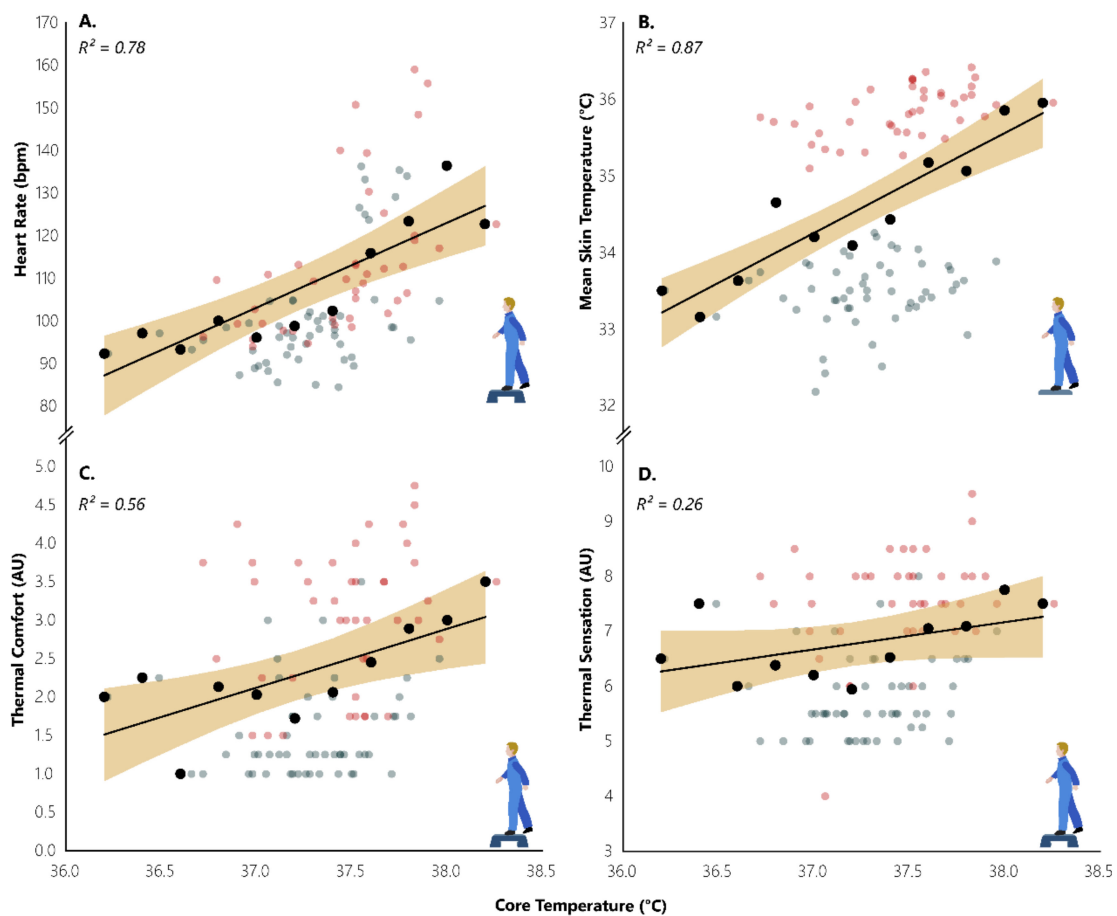 A.
R² = 0.78
170
160
150
140
130
120
110
100
90
80
Heart Rate (bpm)
B.
R² = 0.87
37
36
35
34
33
32
Mean Skin Temperature (°C)
C.
R² = 0.56
5.0
4.5
4.0
3.5
3.0
2.5
2.0
1.5
1.0
0.0
Thermal Comfort (AU)
36.0 36.5 37.0 37.5 38.0 38.5
D.
R² = 0.26
10
9
8
7
6
5
4
3
Thermal Sensation (AU)
36.0 36.5 37.0 37.5 38.0 38.5
Core Temperature (°C)